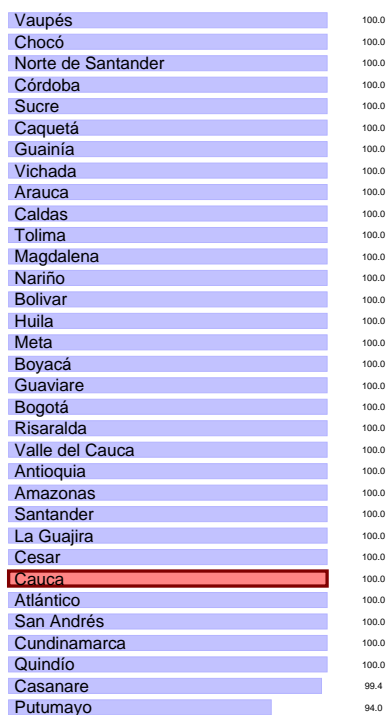 Vaupés 100.0
Chocó 100.0
Norte de Santander 100.0
Córdoba 100.0
Sucre 100.0
Caquetá 100.0
Guainía 100.0
Vichada 100.0
Arauca 100.0
Caldas 100.0
Tolima 100.0
Magdalena 100.0
Nariño 100.0
Bolivar 100.0
Huila 100.0
Meta 100.0
Boyacá 100.0
Guaviare 100.0
Bogotá 100.0
Risaralda 100.0
Valle del Cauca 100.0
Antioquia 100.0
Amazonas 100.0
Santander 100.0
La Guajira 100.0
Cesar 100.0
Cauca 100.0
Atlántico 100.0
San Andrés 100.0
Cundinamarca 100.0
Quindío 100.0
Casanare 99.4
Putumayo 94.0